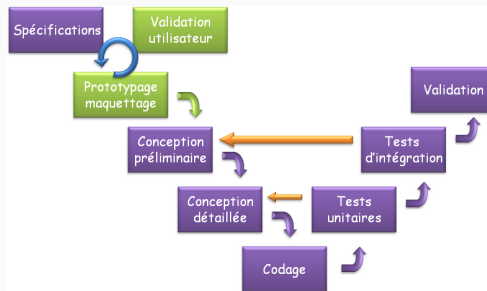 Spécifications
Validation
utilisateur
Prototypage
maquettage
Validation
Conception
préliminaire
Tests
d'intégration
Conception
détaillée
Tests
unitaires
Codage